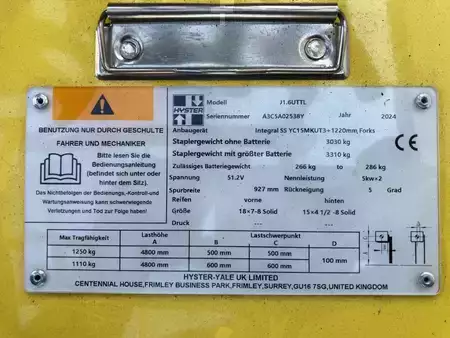 BENUTZUNG NUR DURCH GESCHULTE
FAHRER UND MECHANIKER
Bitte lesen Sie die
Bedienungsanleitung
(befindet sich unter oder
hinter dem Sitz).
Das Nichtbefolgen der Bedienungs,-Kontroll-und
Wartungsanweisung kann schwerwiegende
Verletzungen und Tod zur Folge haben!
HYSTER
Modell J1.6UTTL
Seriennummer A3C5A02538Y Jahr 2024
Anbaugerät Integral SS YC15MKUT3+1220mm, Forks
Staplergewicht ohne Batterie 3030 kg
Staplergewicht mit größter Batterie 3310 kg
Batteriegewicht 266 kg to 286 kg
Spannung 51.2V Nennleistung 5kw×2
Spurbreite 927 mm Rückneigung 5 Grad
Reifen vorne hinten
Größe 18×7-8 Solid 15×4 1/2 -8 Solid
Druck --- ---
CE
Max Tragfähigkeit Lasthöhe Lastschwerpunkt
A B C D
1250 kg 4800 mm 500 mm 500 mm 100 mm
1110 kg 4800 mm 600 mm 600 mm
HYSTER-YALE UK LIMITED
CENTENNIAL HOUSE,FRIMLEY BUSINESS PARK,FRIMLEY,SURREY,GU16 7SG,UNITED KINGDOM